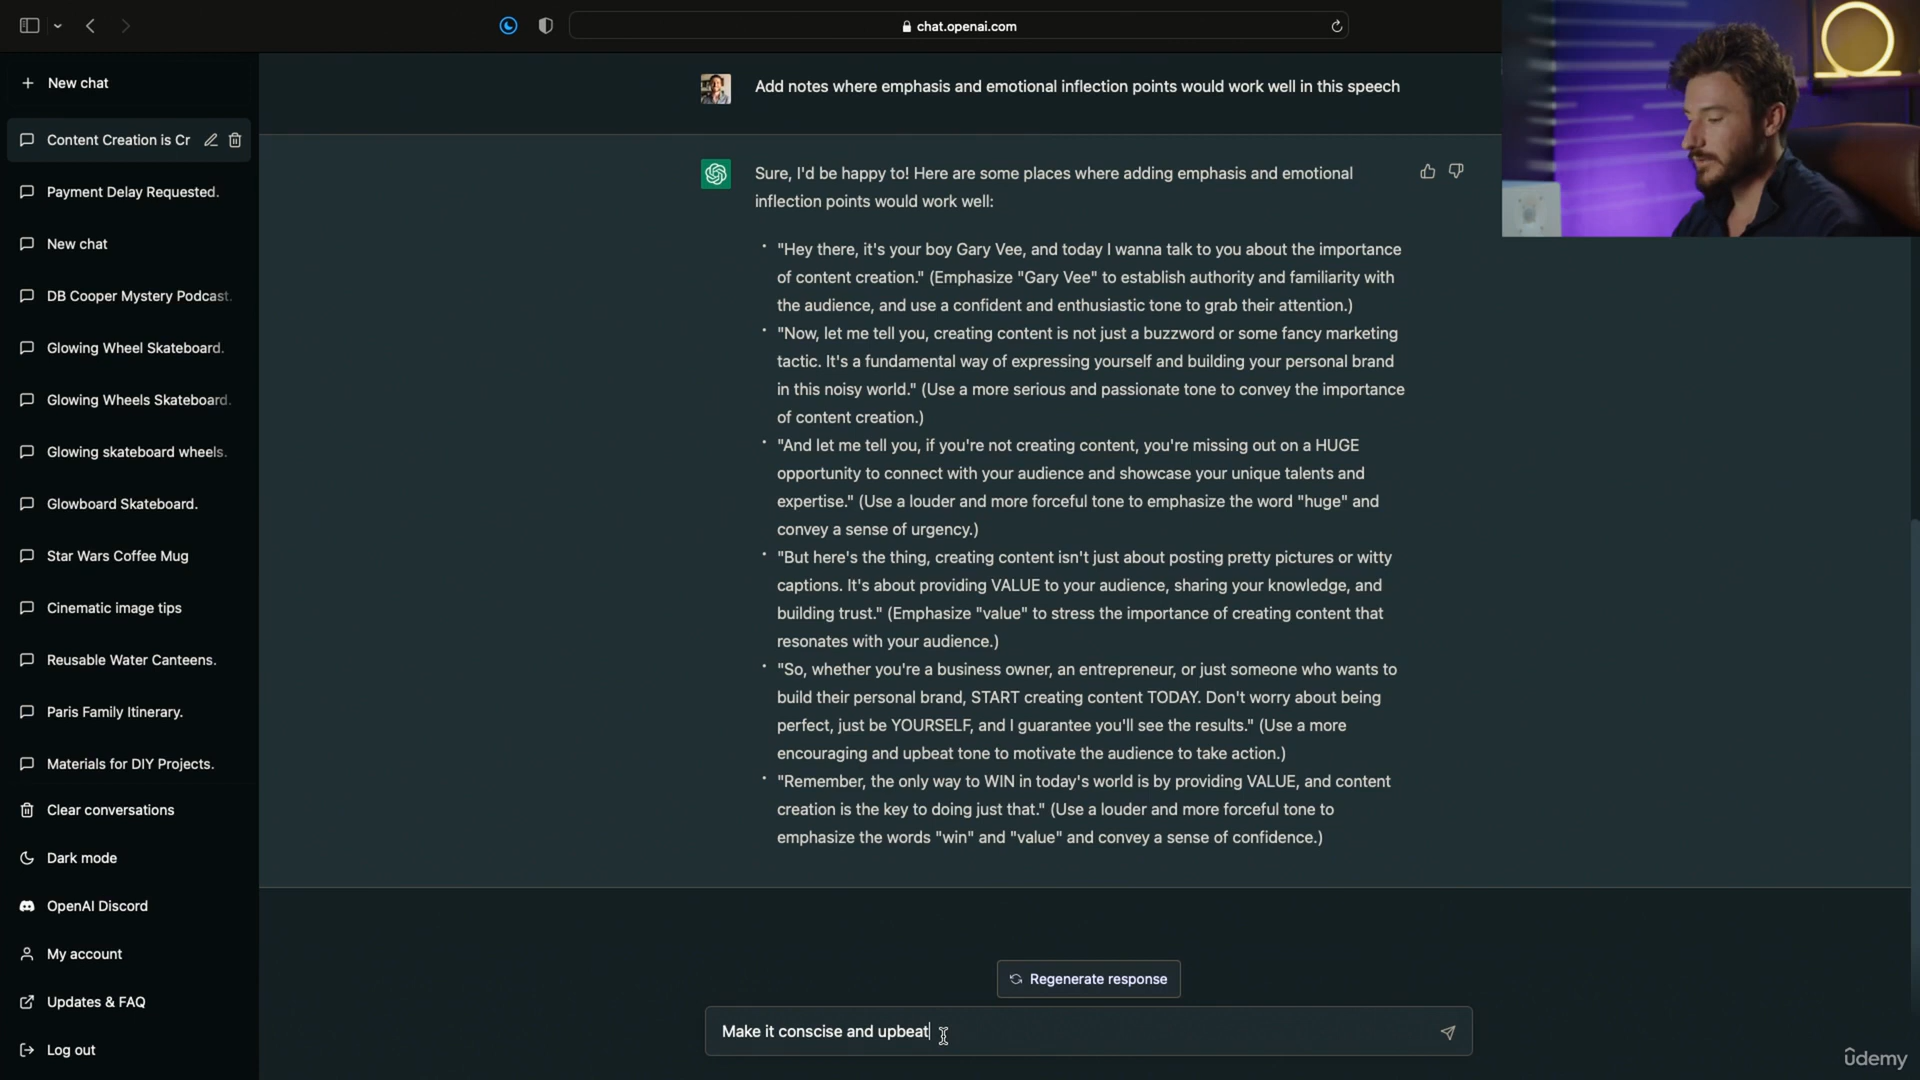 chat.openai.com
New chat
Content Creation is Cr
Payment Delay Requested.
New chat
DB Cooper Mystery Podcast.
Glowing Wheel Skateboard.
Glowing Wheels Skateboard.
Glowing skateboard wheels.
Glowboard Skateboard.
Star Wars Coffee Mug
Cinematic image tips
Reusable Water Canteens.
Paris Family Itinerary.
Materials for DIY Projects.
Clear conversations
Dark mode
OpenAI Discord
My account
Updates & FAQ
Log out
Add notes where emphasis and emotional inflection points would work well in this speech
Sure, I'd be happy to! Here are some places where adding emphasis and emotional
inflection points would work well:
• "Hey there, it's your boy Gary Vee, and today I wanna talk to you about the importance
of content creation." (Emphasize "Gary Vee" to establish authority and familiarity with
the audience, and use a confident and enthusiastic tone to grab their attention.)
• "Now, let me tell you, creating content is not just a buzzword or some fancy marketing
tactic. It's a fundamental way of expressing yourself and building your personal brand
in this noisy world." (Use a more serious and passionate tone to convey the importance
of content creation.)
• "And let me tell you, if you're not creating content, you're missing out on a HUGE
opportunity to connect with your audience and showcase your unique talents and
expertise." (Use a louder and more forceful tone to emphasize the word "huge" and
convey a sense of urgency.)
• "But here's the thing, creating content isn't just about posting pretty pictures or witty
captions. It's about providing VALUE to your audience, sharing your knowledge, and
building trust." (Emphasize "value" to stress the importance of creating content that
resonates with your audience.)
• "So, whether you're a business owner, an entrepreneur, or just someone who wants to
build their personal brand, START creating content TODAY. Don't worry about being
perfect, just be YOURSELF, and I guarantee you'll see the results." (Use a more
encouraging and upbeat tone to motivate the audience to take action.)
• "Remember, the only way to WIN in today's world is by providing VALUE, and content
creation is the key to doing just that." (Use a louder and more forceful tone to
emphasize the words "win" and "value" and convey a sense of confidence.)
Regenerate response
Make it conscise and upbeat
ûdemy